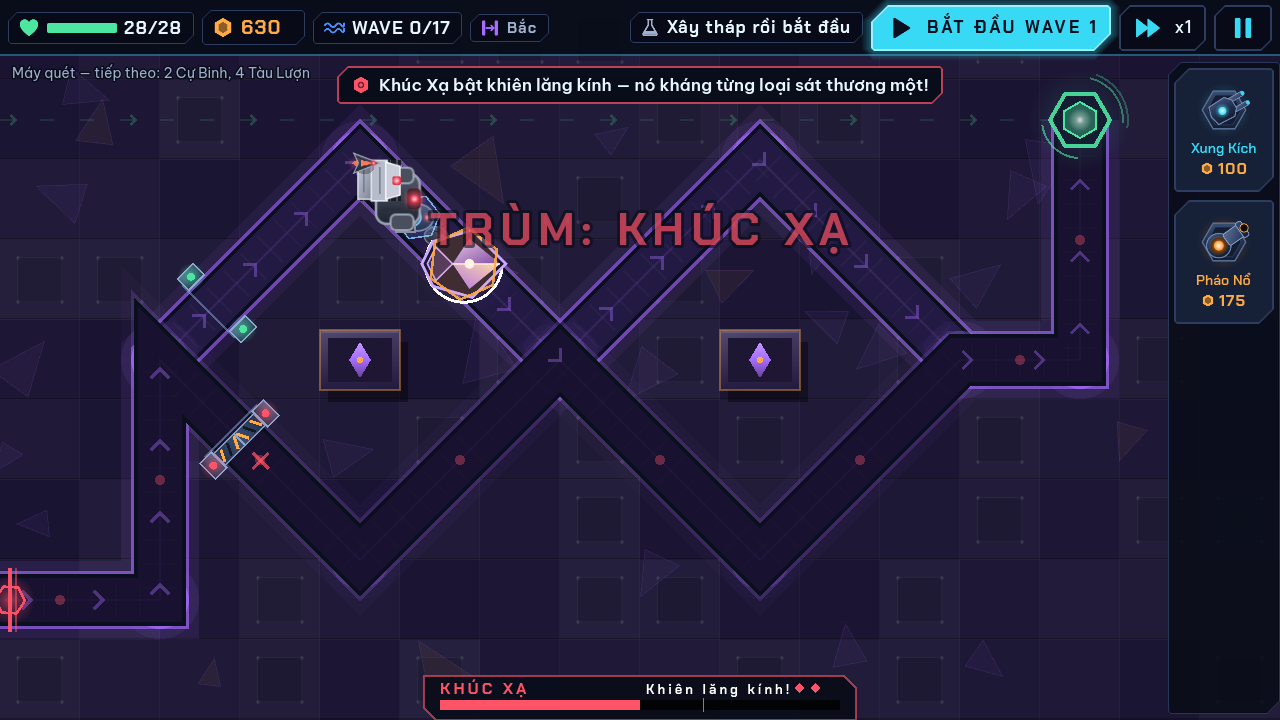 28/28
630
WAVE 0/17
Bắc
Xây tháp rồi bắt đầu
BẮT ĐẦU WAVE 1
x1
Máy quét — tiếp theo: 2 Cự Binh, 4 Tàu Lượn
Khúc Xạ bật khiên lăng kính — nó kháng từng loại sát thương một!
Xung Kích
100
Pháo Nổ
175
TRÙM: KHÚC XẠ
KHÚC XẠ
Khiên lăng kính!